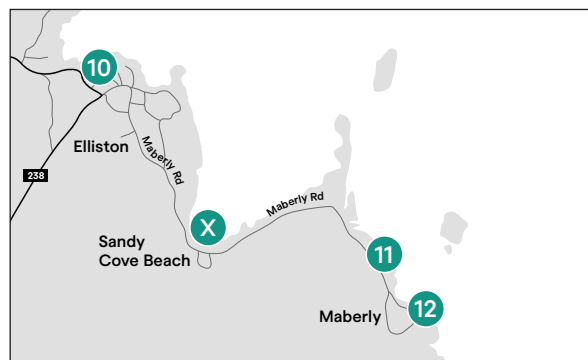 10
Elliston
Maberly Rd
238
Maberly Rd
X
Sandy
Cove Beach
11
12
Maberly